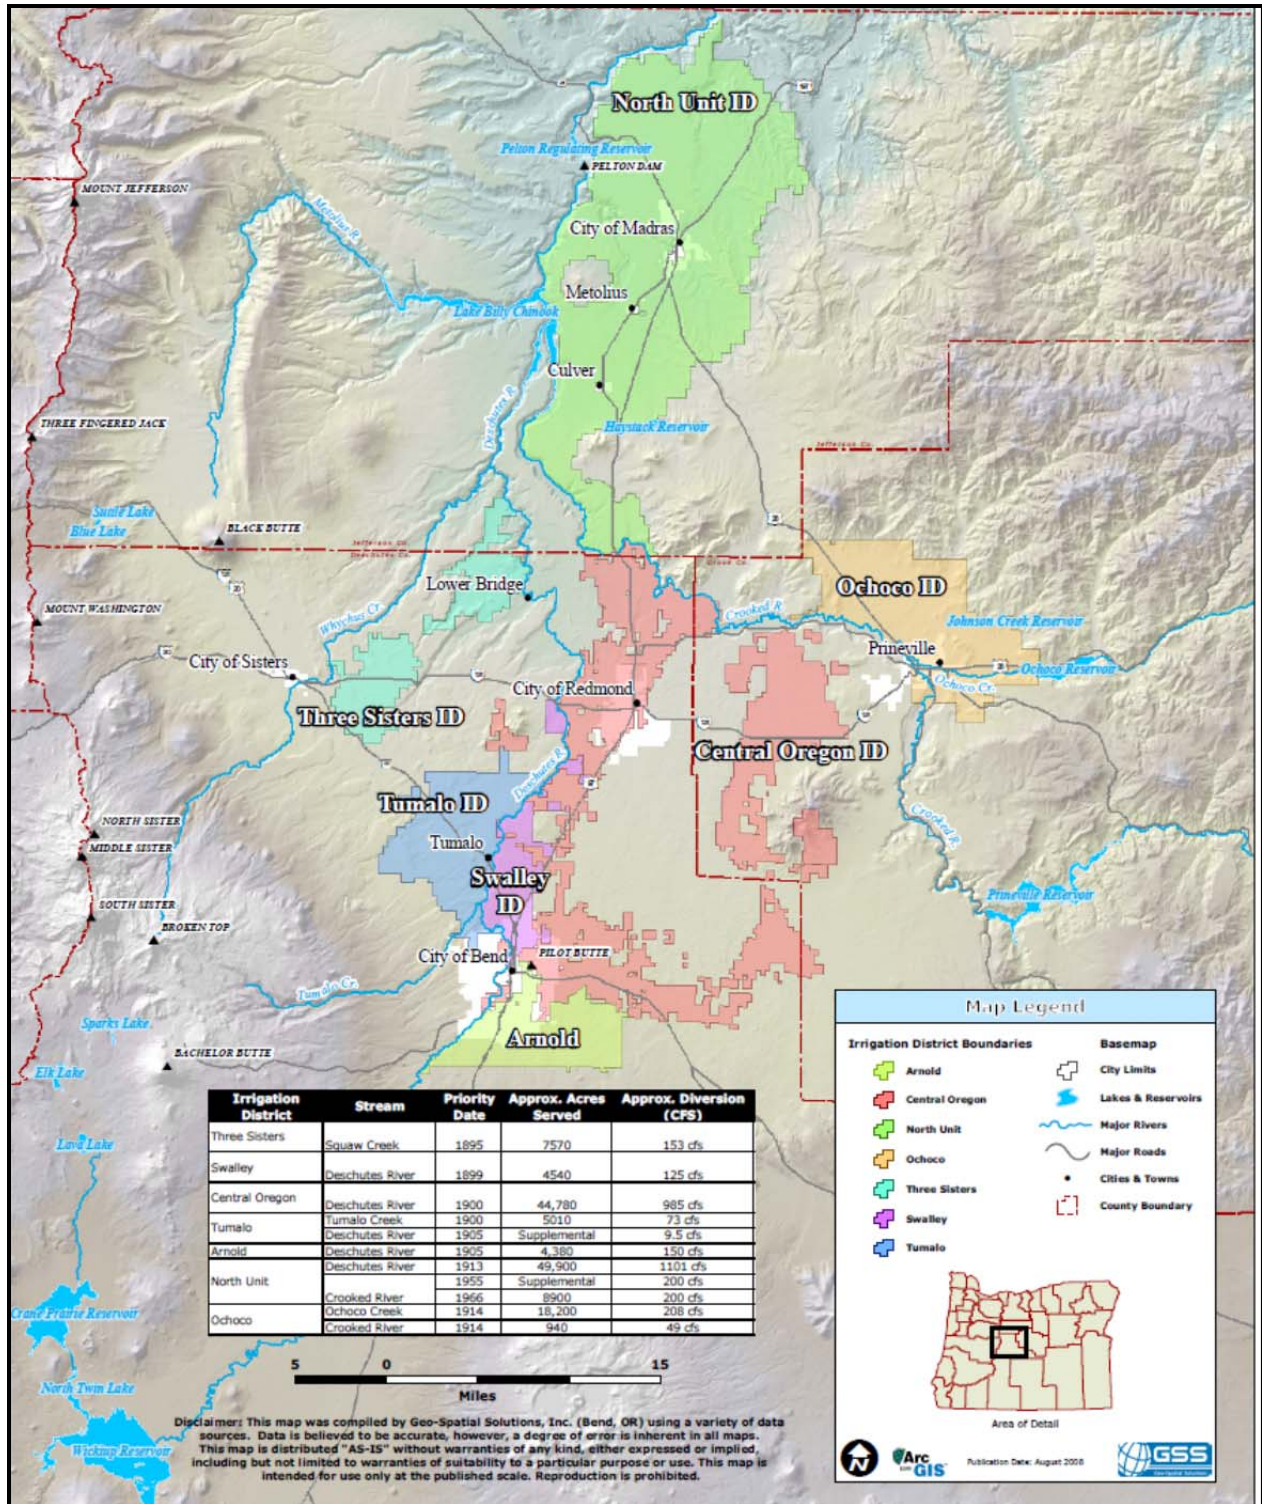 North Unit ID
Pelton Regulating Reservoir
PELTON DAM
MOUNT JEFFERSON
Metolius R.
City of Madras
Metolius
Lake Billy Chinook
Culver
Deschutes R.
THREE FINGERED JACK
Haystack Reservoir
Jefferson Co.
Suttle Lake
Blue Lake
BLACK BUTTE
Jefferson Co.
Deschutes Co.
Crook Co.
Lower Bridge
Ochoco ID
MOUNT WASHINGTON
Whychus Cr.
Crooked R.
Johnson Creek Reservoir
Prineville
City of Sisters
Ochoco Reservoir
Ochoco Cr.
City of Redmond
Three Sisters ID
Central Oregon ID
Deschutes R.
Tumalo ID
NORTH SISTER
MIDDLE SISTER
Tumalo
Crooked R.
Swalley
ID
Prineville Reservoir
SOUTH SISTER
BROKEN TOP
City of Bend
PILOT BUTTE
Tumalo Cr.
Sparks Lake
Arnold
BACHELOR BUTTE
Elk Lake
Lava Lake
Crane Prairie Reservoir
North Twin Lake
Wickiup Reservoir
Irrigation District Stream Priority Date Approx. Acres Served Approx. Diversion (CFS)
Three Sisters Squaw Creek 1895 7570 153 cfs
Swalley Deschutes River 1899 4540 125 cfs
Central Oregon Deschutes River 1900 44,780 985 cfs
Tumalo Tumalo Creek 1900 5010 73 cfs
Deschutes River 1905 Supplemental 9.5 cfs
Arnold Deschutes River 1905 4,380 150 cfs
North Unit Deschutes River 1913 49,900 1101 cfs
1955 Supplemental 200 cfs
Crooked River 1966 8900 200 cfs
Ochoco Ochoco Creek 1914 18,200 208 cfs
Crooked River 1914 940 49 cfs
5 0 15
Miles
Disclaimer: This map was compiled by Geo-Spatial Solutions, Inc. (Bend, OR) using a variety of data
sources. Data is believed to be accurate, however, a degree of error is inherent in all maps.
This map is distributed "AS-IS" without warranties of any kind, either expressed or implied,
including but not limited to warranties of suitability to a particular purpose or use. This map is
intended for use only at the published scale. Reproduction is prohibited.
Map Legend
Irrigation District Boundaries
Arnold
Central Oregon
North Unit
Ochoco
Three Sisters
Swalley
Tumalo
Basemap
City Limits
Lakes & Reservoirs
Major Rivers
Major Roads
Cities & Towns
County Boundary
Area of Detail
N
Arc
GIS
Publication Date: August 2008
GSS
Geo-Spatial Solutions